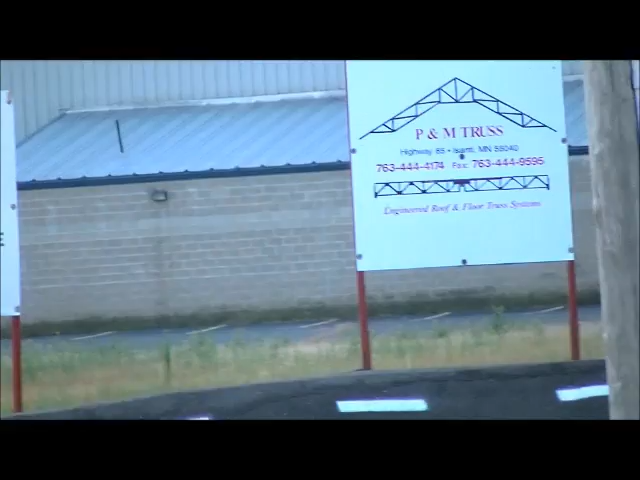 P & M TRUSS
Highway 65 • Isanti, MN 55040
763-444-4174 Fax: 763-444-9595
Engineered Roof & Floor Truss Systems